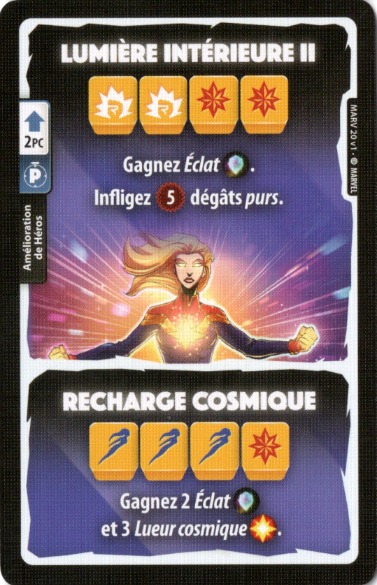 LUMIÈRE INTÉRIEURE II
Gagnez Éclat .
Infligez 5 dégâts purs.
2PC
P
Amélioration
de Héros
MARV 20 v1 - © MARVEL
RECHARGE COSMIQUE
Gagnez 2 Éclat
et 3 Lueur cosmique .